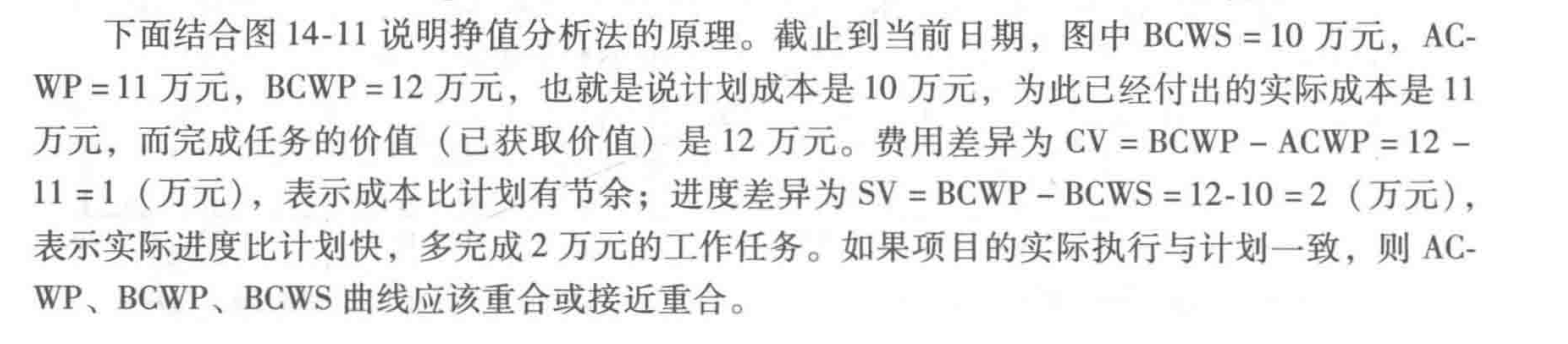 下面结合图 14-11 说明挣值分析法的原理。截止到当前日期，图中 BCWS = 10 万元，AC-
WP = 11 万元，BCWP = 12 万元，也就是说计划成本是 10 万元，为此已经付出的实际成本是 11
万元，而完成任务的价值（已获取价值）是 12 万元。费用差异为 CV = BCWP - ACWP = 12 -
11 = 1（万元），表示成本比计划有节余；进度差异为 SV = BCWP - BCWS = 12-10 = 2（万元），
表示实际进度比计划快，多完成 2 万元的工作任务。如果项目的实际执行与计划一致，则 AC-
WP、BCWP、BCWS 曲线应该重合或接近重合。